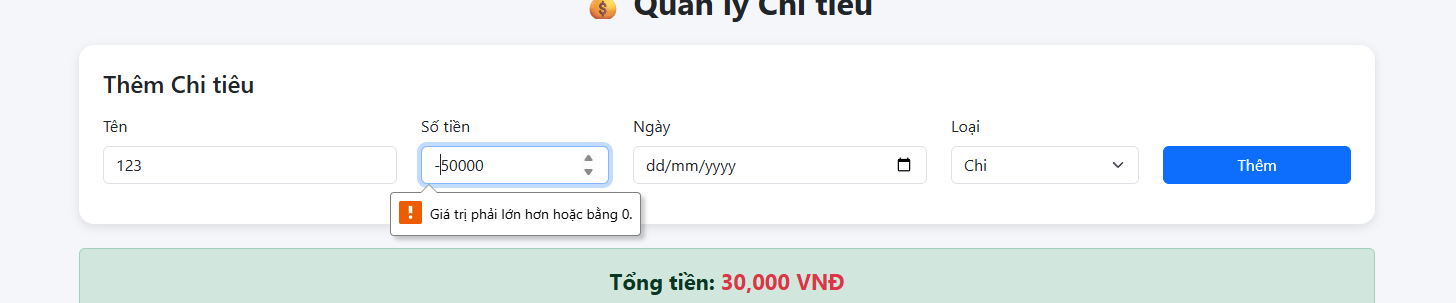 Quản lý Chi tiêu
Thêm Chi tiêu
Tên
Số tiền
Ngày
Loại
123
-50000
dd/mm/yyyy
Chi
Thêm
Giá trị phải lớn hơn hoặc bằng 0.
Tổng tiền: 30,000 VNĐ